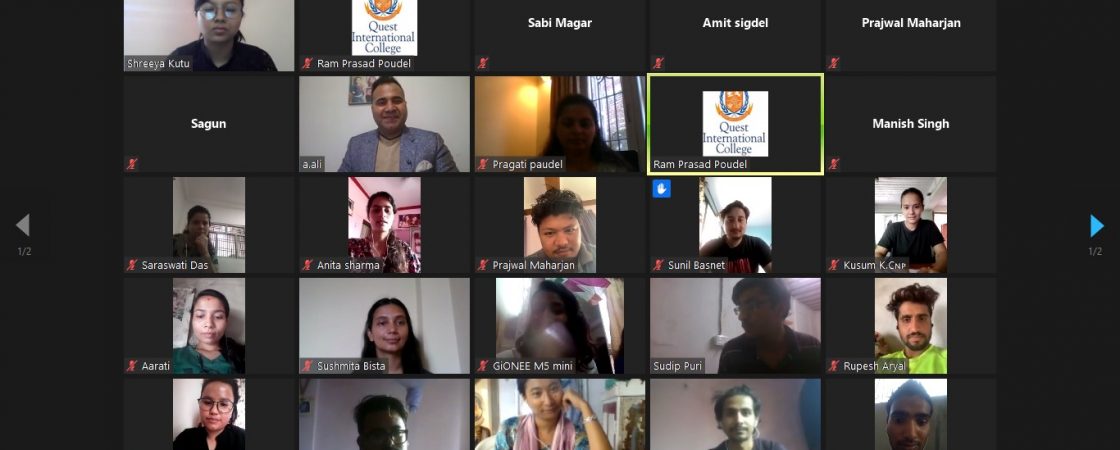 Quest
International
College
Sabi Magar
Amit sigdel
Prajwal Maharjan
Shreeya Kutu
Ram Prasad Poudel
Sagun
Quest
International
College
Manish Singh
a.ali
Pragati paudel
Ram Prasad Poudel
1/2
1/2
Saraswati Das
Anita sharma
Prajwal Maharjan
Sunil Basnet
Kusum K.CNP
Aarati
Sushmita Bista
GiONEE M5 mini
Sudip Puri
Rupesh Aryal